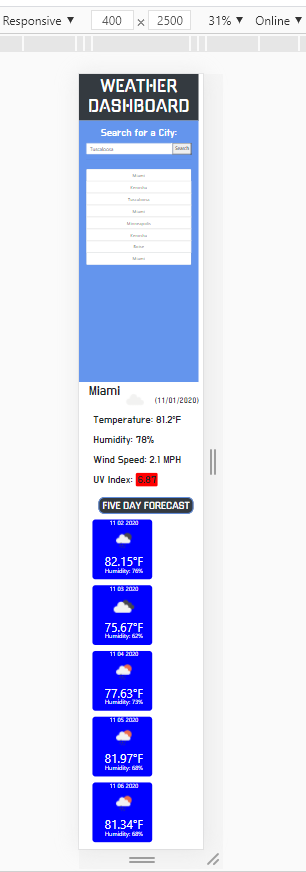 Responsive ▼ 400 × 2500 31% ▼ Online ▼
WEATHER
DASHBOARD
Search for a City:
Tuscaloosa Search
Miami
Tuscaloosa
Miami
Minneapolis
Boise
Miami
Miami
(11/01/2020)
Temperature: 81.2°F
Humidity: 78%
Wind Speed: 2.1 MPH
UV Index: 6.87
FIVE DAY FORECAST
11 02 2020
82.15°F
Humidity: 76%
11 03 2020
75.67°F
Humidity: 62%
11 04 2020
77.63°F
Humidity: 73%
11 05 2020
81.97°F
Humidity: 68%
11 06 2020
81.34°F
Humidity: 68%